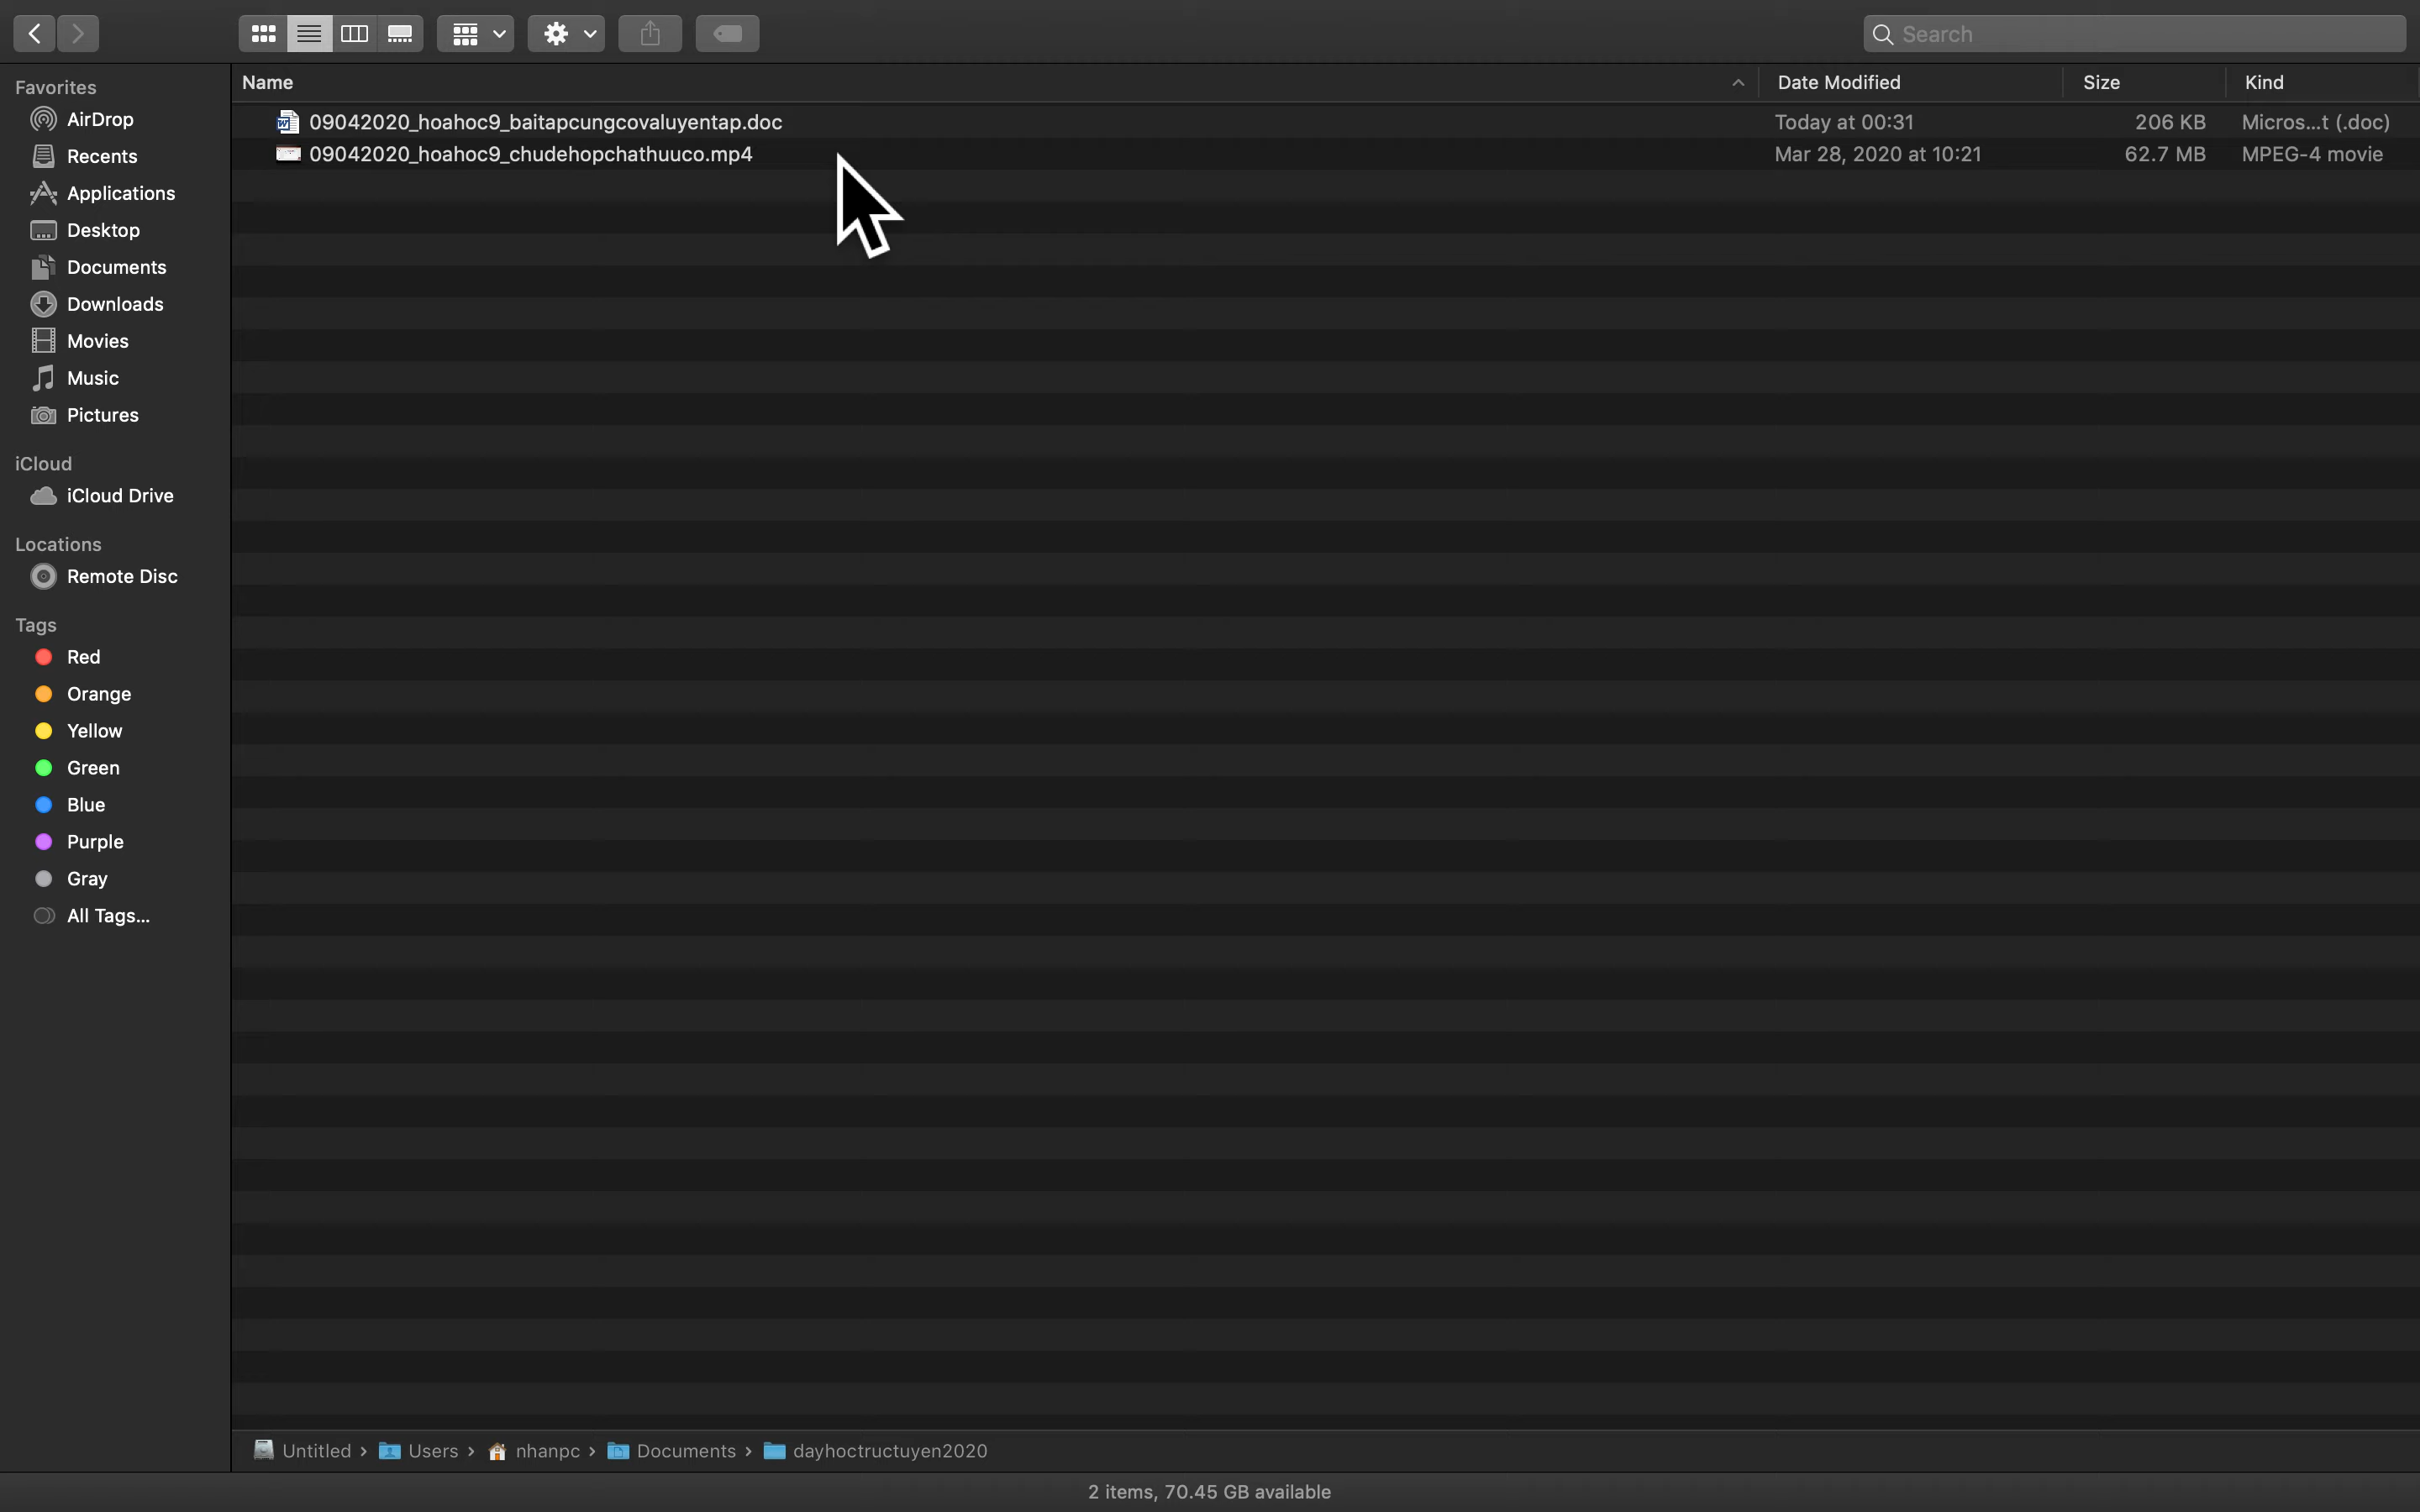 Search
Favorites
AirDrop
Recents
Applications
Desktop
Documents
Downloads
Movies
Music
Pictures
iCloud
iCloud Drive
Locations
Remote Disc
Tags
Red
Orange
Yellow
Green
Blue
Purple
Gray
All Tags...
Name Date Modified Size Kind
09042020_hoahoc9_baitapcungcovaluyentap.doc Today at 00:31 206 KB Micros...t (.doc)
09042020_hoahoc9_chudehopchathuuco.mp4 Mar 28, 2020 at 10:21 62.7 MB MPEG-4 movie
Untitled › Users › nhanpc › Documents › dayhoctructuyen2020
2 items, 70.45 GB available